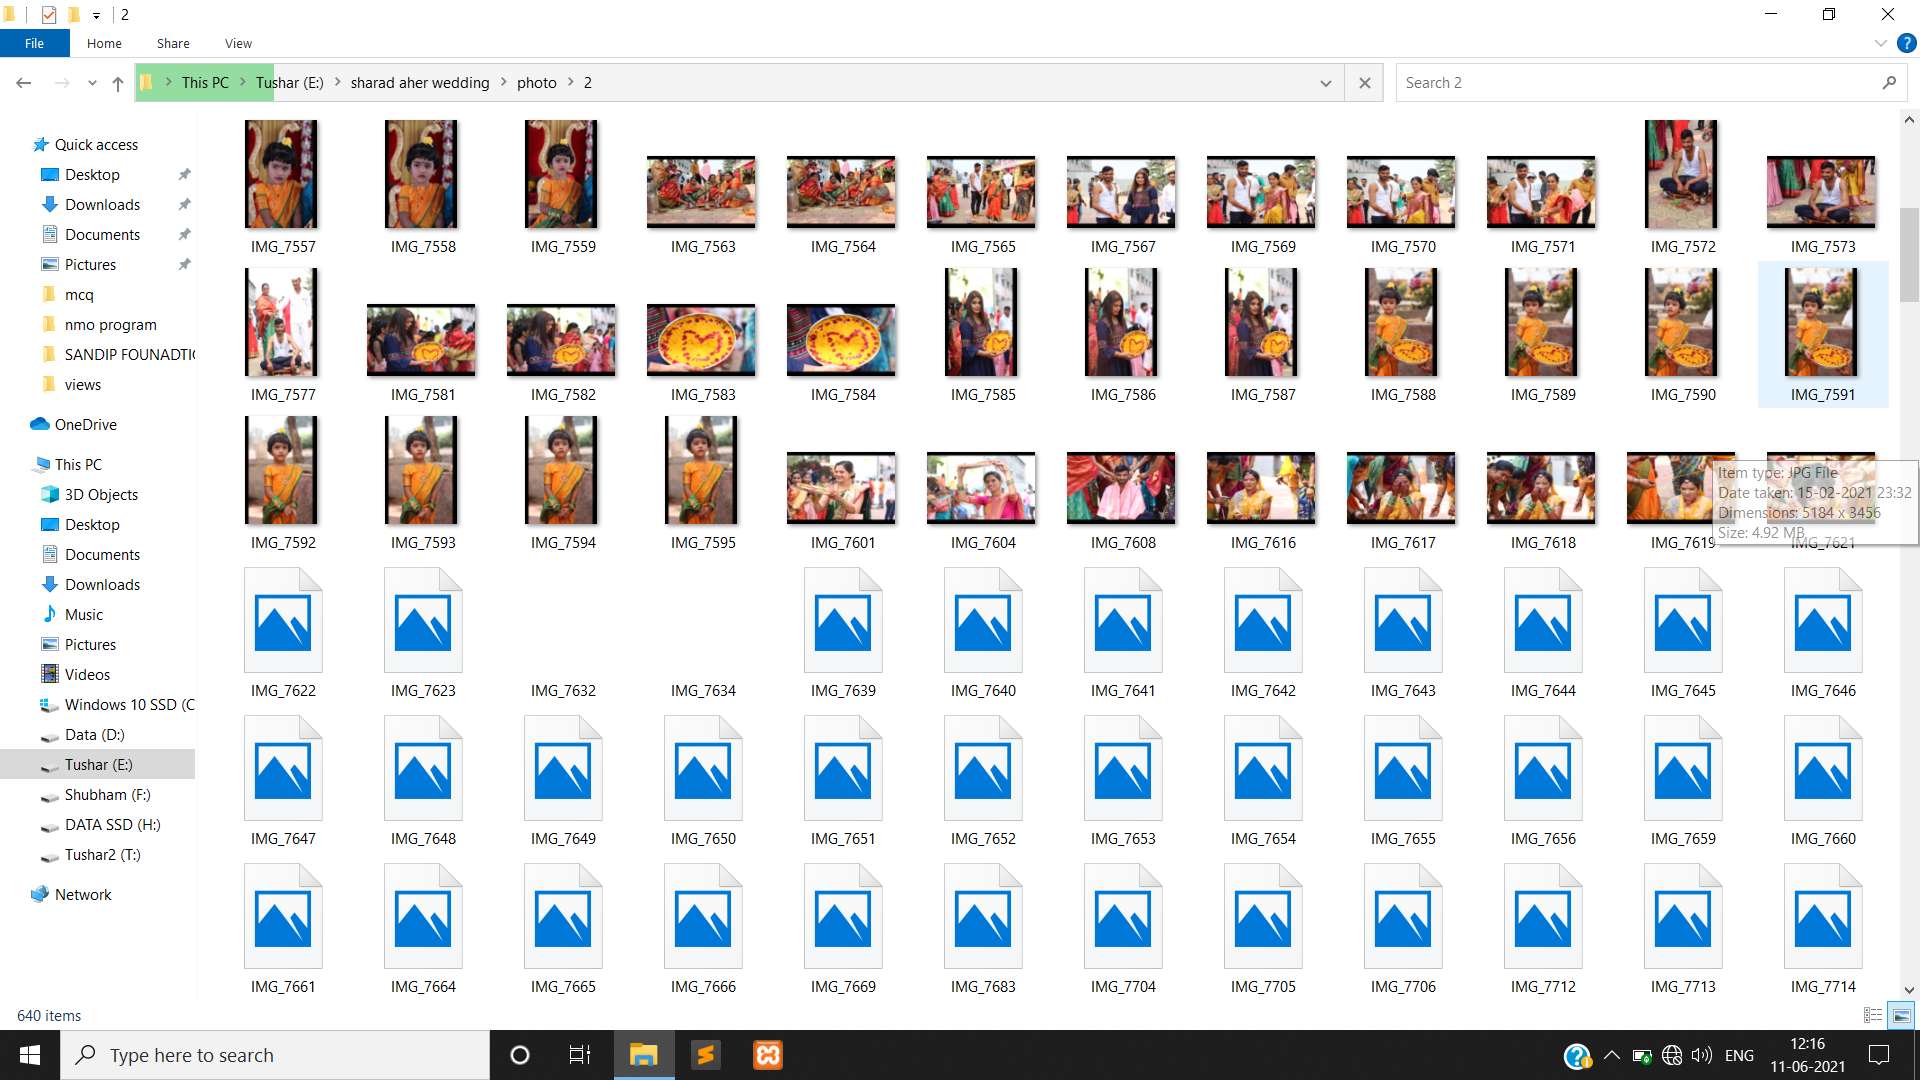 2
File Home Share View
This PC Tushar (E:) sharad aher wedding photo 2
Search 2
Quick access
Desktop
Downloads
Documents
Pictures
mcq
nmo program
SANDIP FOUNADTI
views
OneDrive
This PC
3D Objects
Desktop
Documents
Downloads
Music
Pictures
Videos
Windows 10 SSD (C
Data (D:)
Tushar (E:)
Shubham (F:)
DATA SSD (H:)
Tushar2 (T:)
Network
IMG_7557 IMG_7558 IMG_7559 IMG_7563 IMG_7564 IMG_7565 IMG_7567 IMG_7569 IMG_7570 IMG_7571 IMG_7572 IMG_7573
IMG_7577 IMG_7581 IMG_7582 IMG_7583 IMG_7584 IMG_7585 IMG_7586 IMG_7587 IMG_7588 IMG_7589 IMG_7590 IMG_7591
Item type: JPG File
Date taken: 15-02-2021 23:32
Dimensions: 5184 x 3456
Size: 4.92 MB
IMG_7592 IMG_7593 IMG_7594 IMG_7595 IMG_7601 IMG_7604 IMG_7608 IMG_7616 IMG_7617 IMG_7618 IMG_7619 IMG_7621
IMG_7622 IMG_7623 IMG_7632 IMG_7634 IMG_7639 IMG_7640 IMG_7641 IMG_7642 IMG_7643 IMG_7644 IMG_7645 IMG_7646
IMG_7647 IMG_7648 IMG_7649 IMG_7650 IMG_7651 IMG_7652 IMG_7653 IMG_7654 IMG_7655 IMG_7656 IMG_7659 IMG_7660
IMG_7661 IMG_7664 IMG_7665 IMG_7666 IMG_7669 IMG_7683 IMG_7704 IMG_7705 IMG_7706 IMG_7712 IMG_7713 IMG_7714
640 items
Type here to search
ENG
12:16
11-06-2021